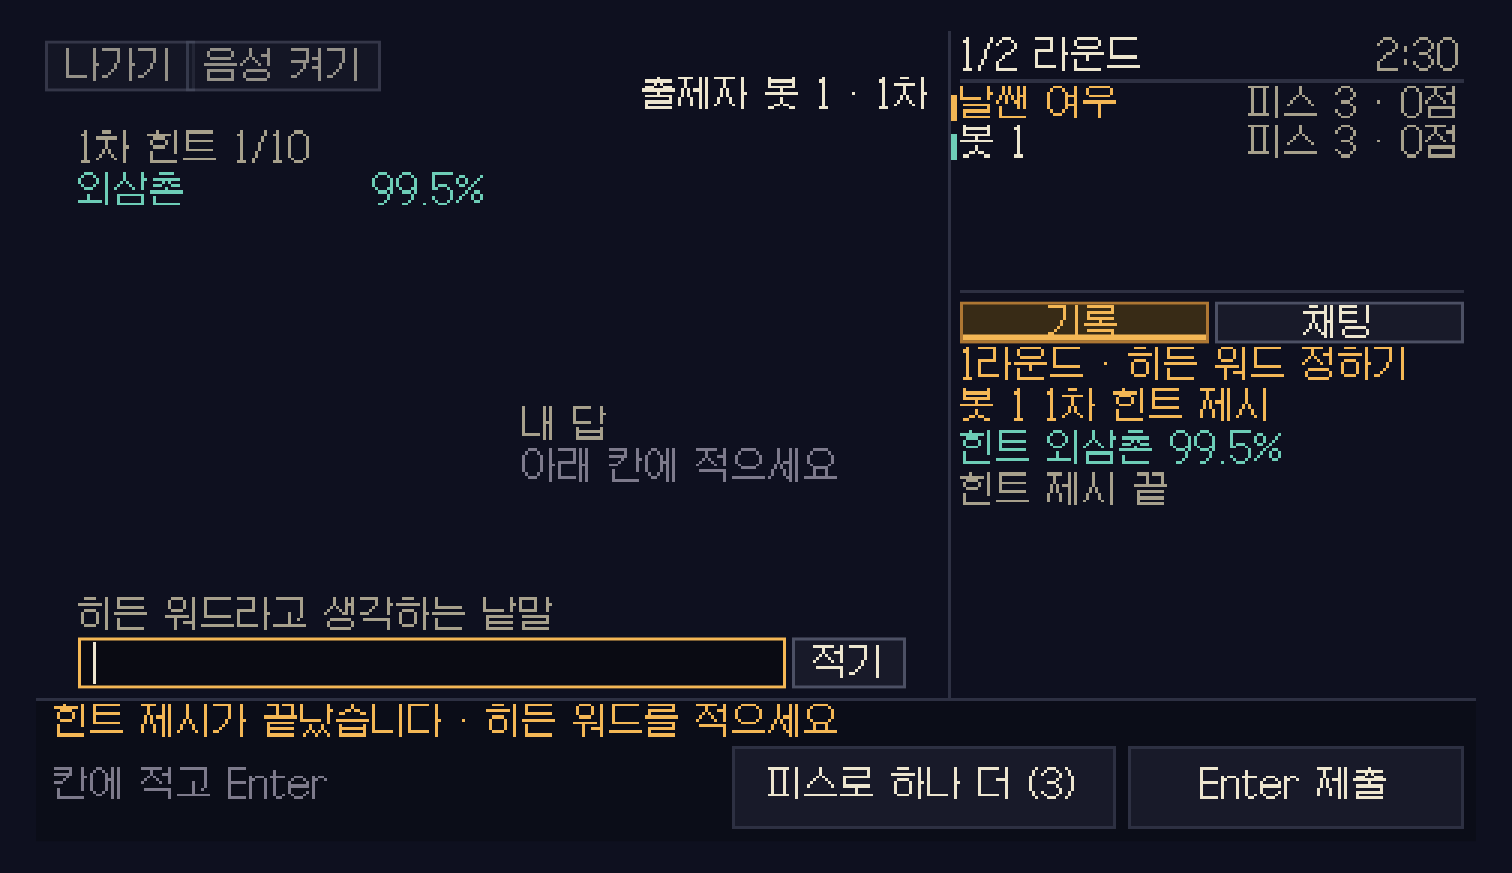 나가기 음성 켜기
출제자 봇 1 · 1차
1차 힌트 1/10
외삼촌 99.5%
내 답
아래 칸에 적으세요
히든 워드라고 생각하는 낱말
적기
1/2 라운드 2:30
날쌘 여우 피스 3 · 0점
봇 1 피스 3 · 0점
기록 채팅
1라운드 · 히든 워드 정하기
봇 1 1차 힌트 제시
힌트 외삼촌 99.5%
힌트 제시 끝
힌트 제시가 끝났습니다 · 히든 워드를 적으세요
칸에 적고 Enter
피스로 하나 더 (3)
Enter 제출